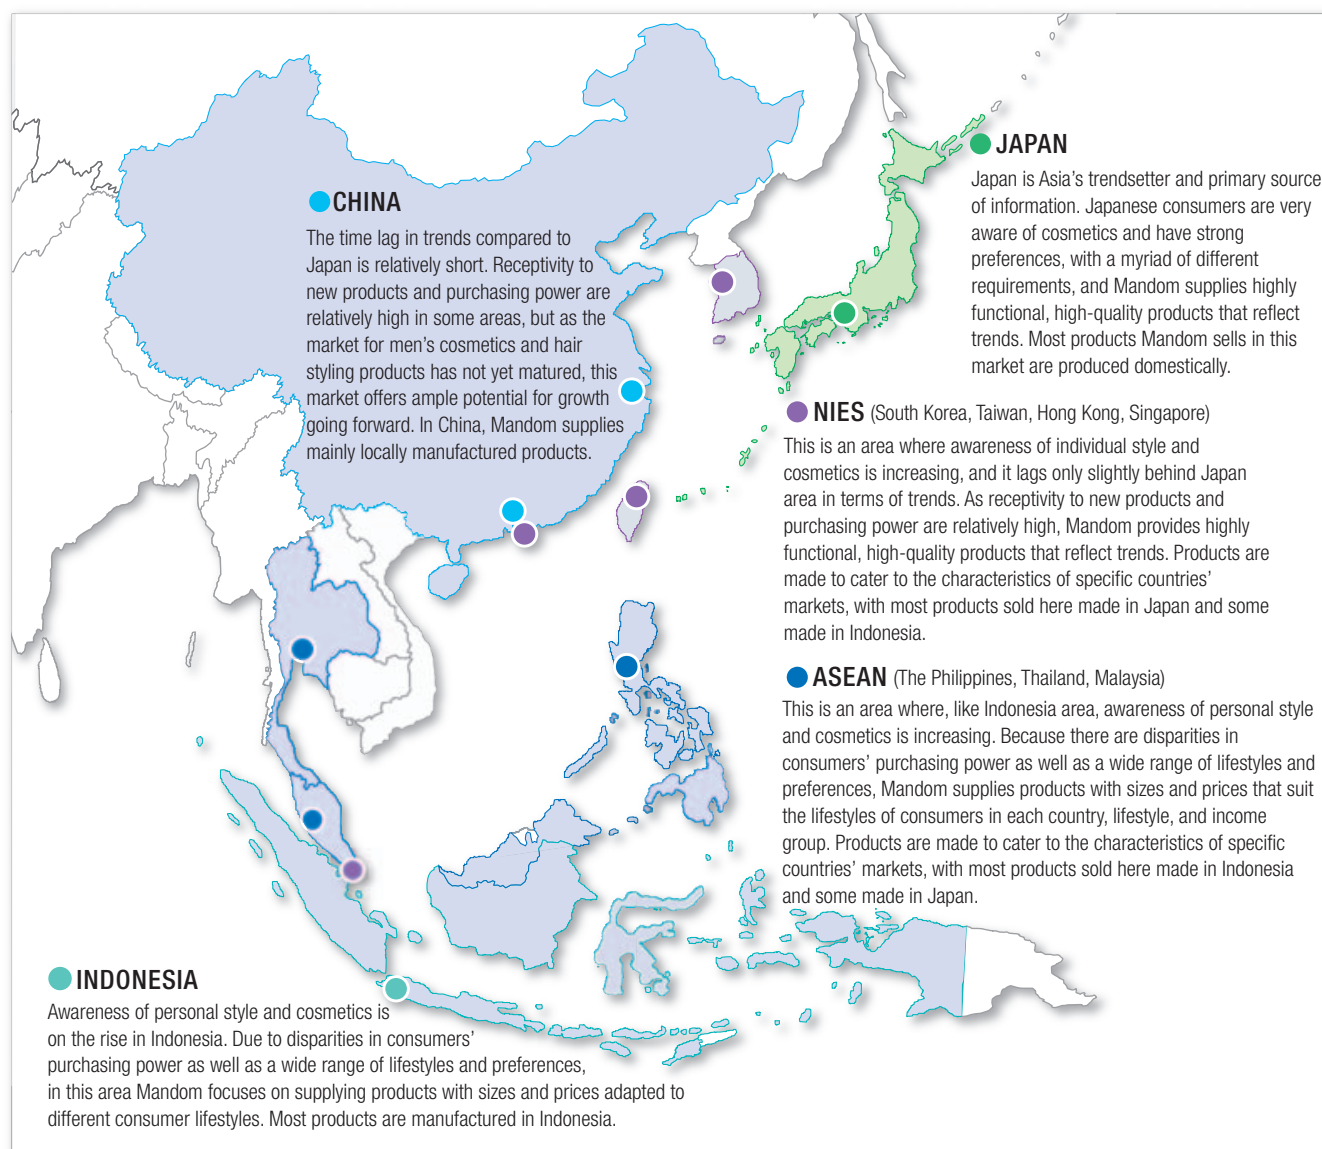 CHINA
The time lag in trends compared to
Japan is relatively short. Receptivity to
new products and purchasing power are
relatively high in some areas, but as the
market for men's cosmetics and hair
styling products has not yet matured, this
market offers ample potential for growth
going forward. In China, Mandom supplies
mainly locally manufactured products.
JAPAN
Japan is Asia's trendsetter and primary source
of information. Japanese consumers are very
aware of cosmetics and have strong
preferences, with a myriad of different
requirements, and Mandom supplies highly
functional, high-quality products that reflect
trends. Most products Mandom sells in this
market are produced domestically.
NIES (South Korea, Taiwan, Hong Kong, Singapore)
This is an area where awareness of individual style and
cosmetics is increasing, and it lags only slightly behind Japan
area in terms of trends. As receptivity to new products and
purchasing power are relatively high, Mandom provides highly
functional, high-quality products that reflect trends. Products are
made to cater to the characteristics of specific countries'
markets, with most products sold here made in Japan and some
made in Indonesia.
ASEAN (The Philippines, Thailand, Malaysia)
This is an area where, like Indonesia area, awareness of personal style
and cosmetics is increasing. Because there are disparities in
consumers' purchasing power as well as a wide range of lifestyles and
preferences, Mandom supplies products with sizes and prices that suit
the lifestyles of consumers in each country, lifestyle, and income
group. Products are made to cater to the characteristics of specific
countries' markets, with most products sold here made in Indonesia
and some made in Japan.
INDONESIA
Awareness of personal style and cosmetics is
on the rise in Indonesia. Due to disparities in consumers'
purchasing power as well as a wide range of lifestyles and preferences,
in this area Mandom focuses on supplying products with sizes and prices adapted to
different consumer lifestyles. Most products are manufactured in Indonesia.